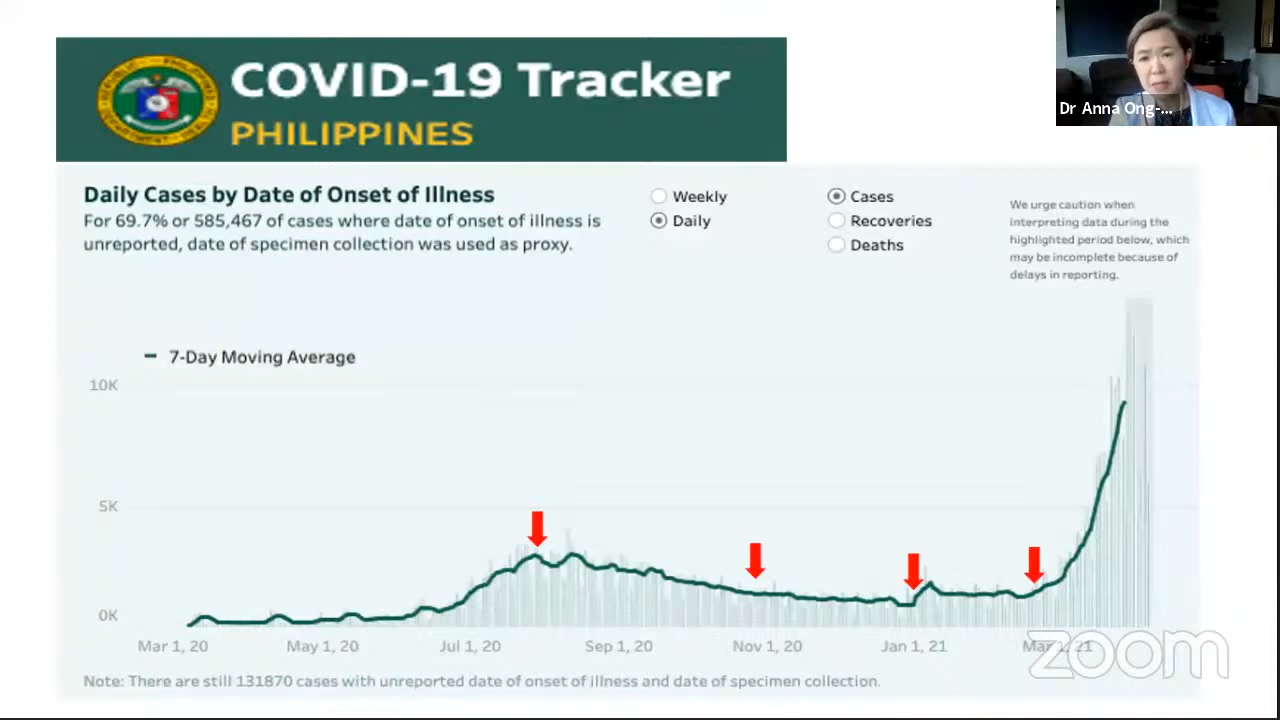 COVID-19 Tracker
PHILIPPINES
Dr Anna Ong-...
Daily Cases by Date of Onset of Illness
For 69.7% or 585,467 of cases where date of onset of illness is
unreported, date of specimen collection was used as proxy.
Weekly
Daily
Cases
Recoveries
Deaths
We urge caution when
interpreting data during the
highlighted period below, which
may be incomplete because of
delays in reporting.
7-Day Moving Average
10K
5K
0K
Mar 1, 20
May 1, 20
Jul 1, 20
Sep 1, 20
Nov 1, 20
Jan 1, 21
Mar 1, 21
zoom
Note: There are still 131870 cases with unreported date of onset of illness and date of specimen collection.